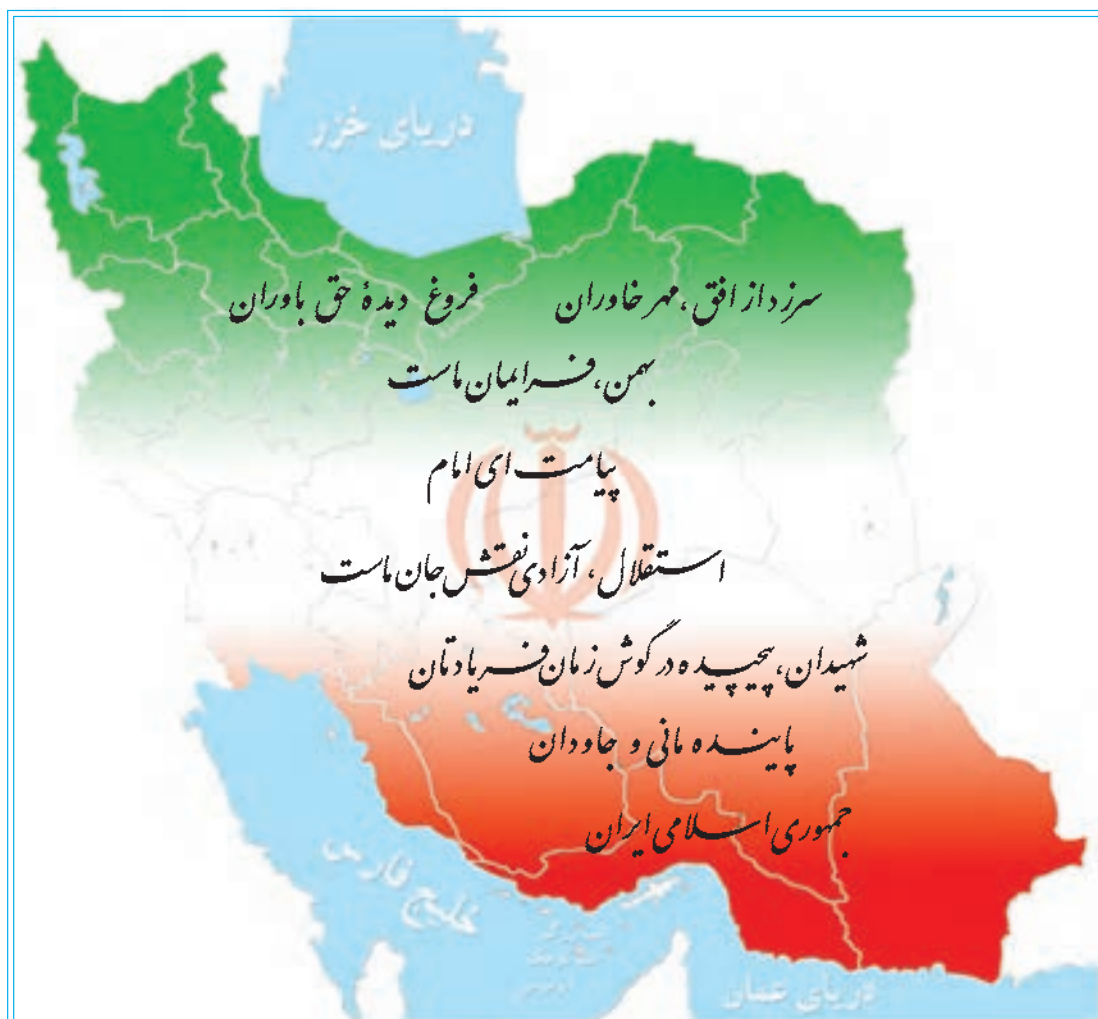 دریای خزر
سرزد از افق، مهر خاوران فروغ دیدهٔ حق باوران
بهمن، فرّ ایمان ماست
پیامت ای امام
استقلال، آزادی نقش جان ماست
شهیدان، پیچیده در گوش زمان فریادتان
پاینده مانی و جاودان
جمهوری اسلامی ایران
خلیج فارس
دریای عمان